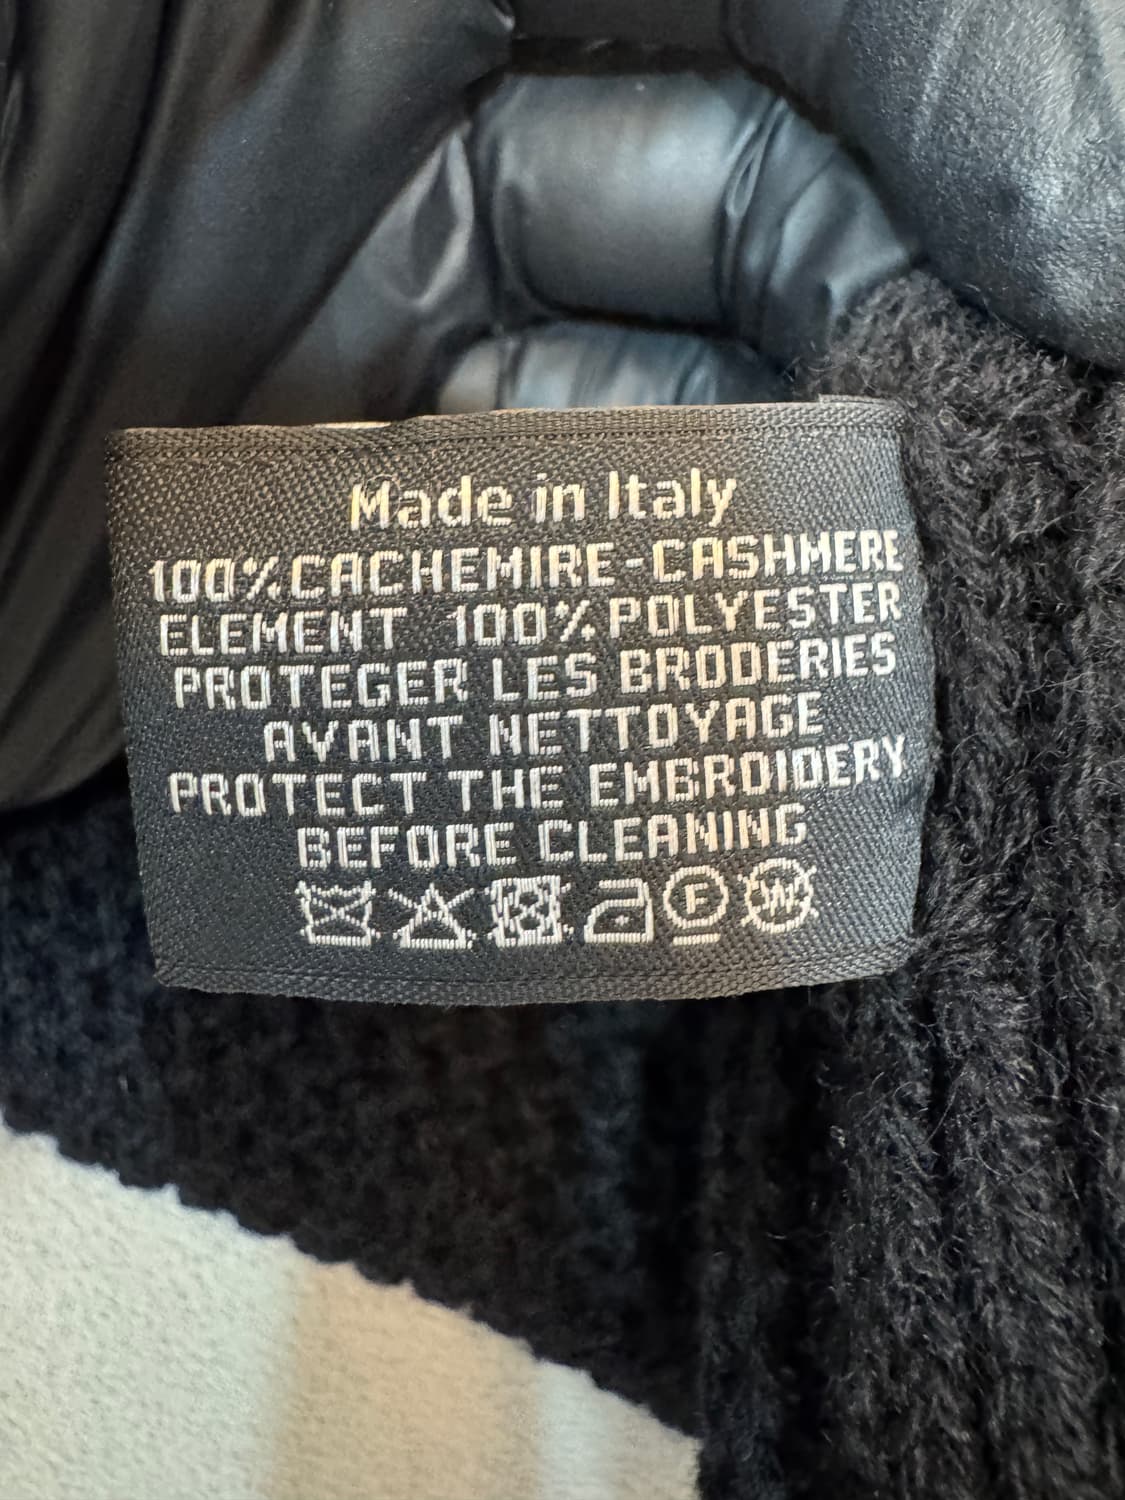 Made in Italy
100% CACHEMIRE-CASHMERE
ELEMENT 100% POLYESTER
PROTEGER LES BRODERIES
AVANT NETTOYAGE
PROTECT THE EMBROIDERY
BEFORE CLEANING
F W